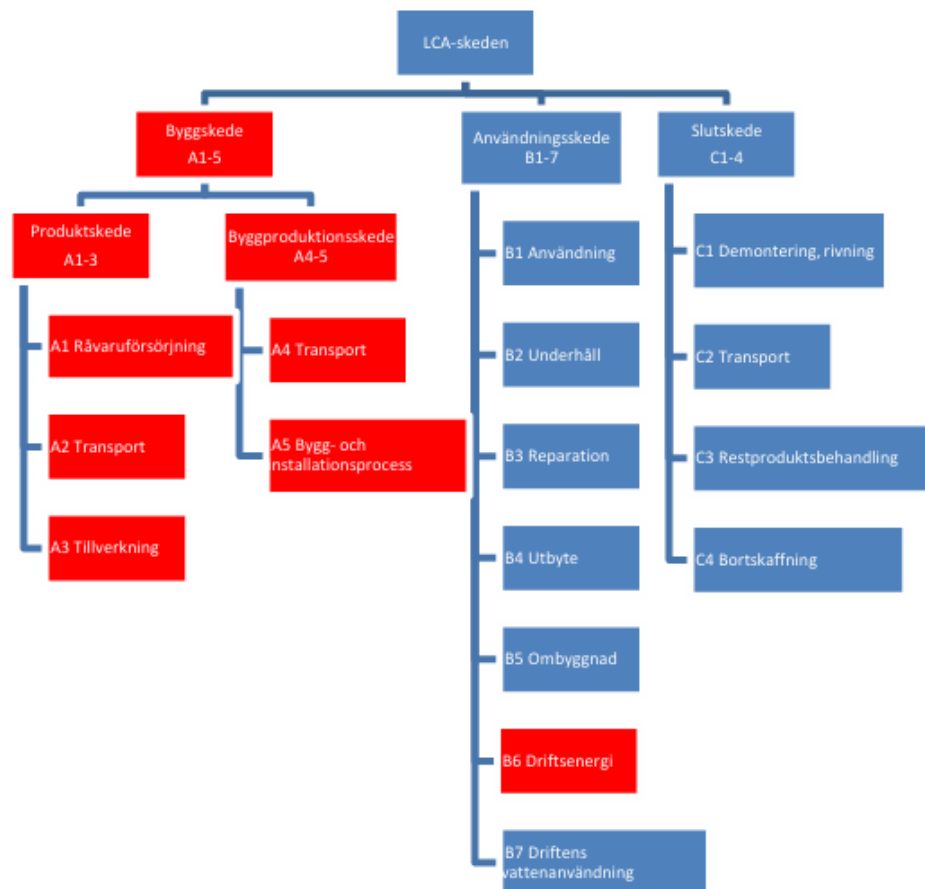 LCA-skeden
Byggskede
A1-5
Användningsskede
B1-7
Slutskede
C1-4
Produktskede
A1-3
Byggproduktionsskede
A4-5
A1 Råvaruförsörjning
A2 Transport
A3 Tillverkning
A4 Transport
A5 Bygg- och
nstallationsprocess
B1 Användning
B2 Underhåll
B3 Reparation
B4 Utbyte
B5 Ombyggnad
B6 Driftsenergi
B7 Driftens
vattenanvändning
C1 Demontering, rivning
C2 Transport
C3 Restproduktsbehandling
C4 Bortskaffning